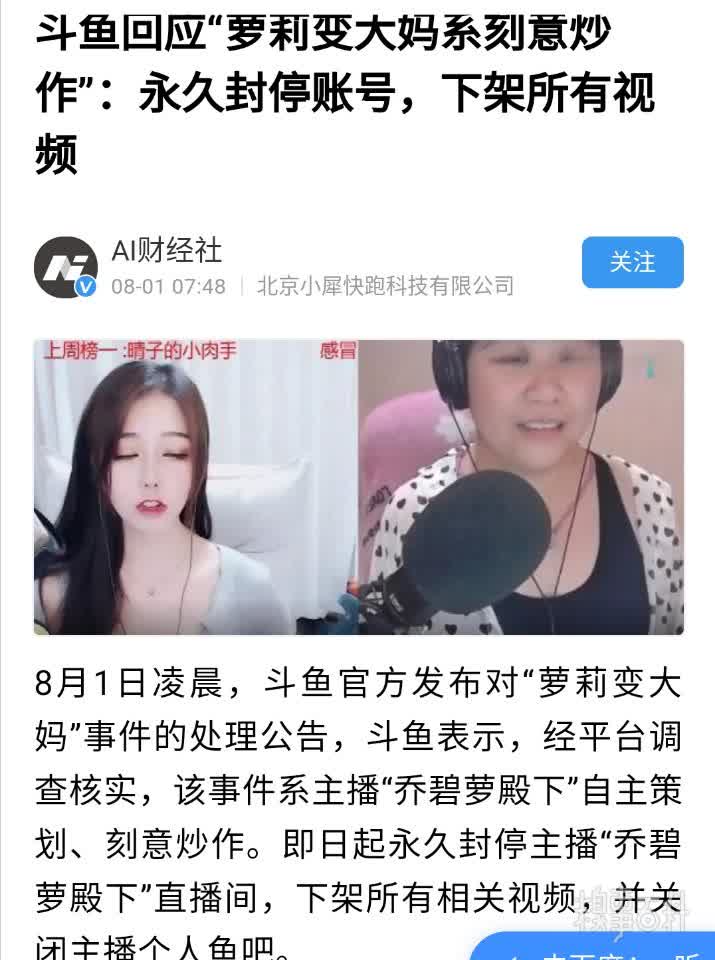 斗鱼回应“萝莉变大妈系刻意炒
作”：永久封停账号，下架所有视
频
AI财经社
08-01 07:48 | 北京小犀快跑科技有限公司
关注
上周榜一:晴子的小肉手
感冒
8月1日凌晨，斗鱼官方发布对“萝莉变大
妈”事件的处理公告，斗鱼表示，经平台调
查核实，该事件系主播“乔碧萝殿下”自主策
划、刻意炒作。即日起永久封停主播“乔碧
萝殿下”直播间，下架所有相关视频，并关
闭主播个人鱼吧。